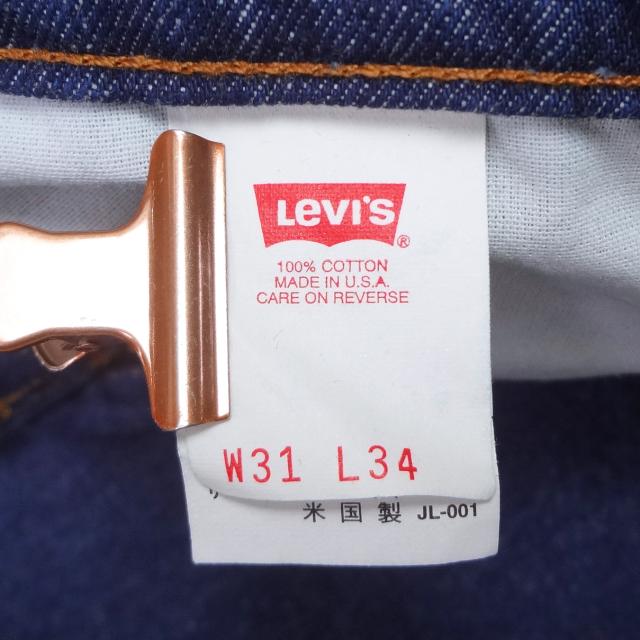 LEVI'S ®
100% COTTON
MADE IN U.S.A.
CARE ON REVERSE
W31 L34
米国製 JL-001